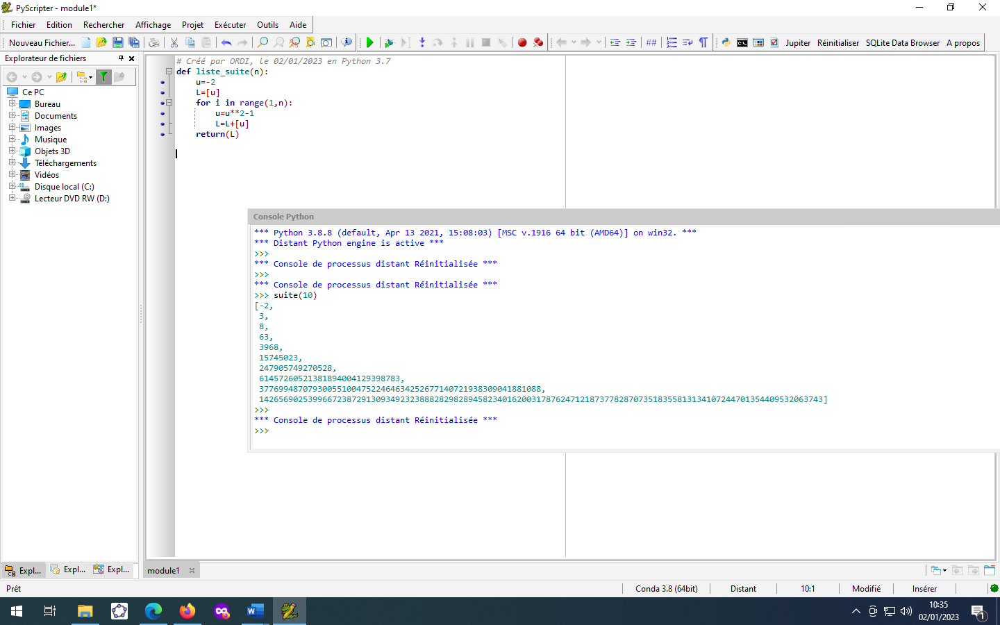 PyScripter - module1*
Fichier Edition Rechercher Affichage Projet Exécuter Outils Aide
Nouveau Fichier... ## Jupiter Réinitialiser SQLite Data Browser A propos
Explorateur de fichiers
Ce PC
Bureau
Documents
Images
Musique
Objets 3D
Téléchargements
Vidéos
Disque local (C:)
Lecteur DVD RW (D:)
Expl... Expl... Expl...
# Créé par ORDI, le 02/01/2023 en Python 3.7
def liste_suite(n):
    u=-2
    L=[u]
    for i in range(1,n):
        u=u**2-1
        L=L+[u]
    return(L)
Console Python
*** Python 3.8.8 (default, Apr 13 2021, 15:08:03) [MSC v.1916 64 bit (AMD64)] on win32. ***
*** Distant Python engine is active ***
>>>
*** Console de processus distant Réinitialisée ***
>>>
*** Console de processus distant Réinitialisée ***
>>> suite(10)
[-2,
3,
8,
63,
3968,
15745023,
247905749270528,
61457260521381894004129398783,
3776994870793005510047522464634252677140721938309041881088,
14265690253996672387291309349232388828298289458234016200317876247121873778287073518355813134107244701354409532063743]
>>>
*** Console de processus distant Réinitialisée ***
>>>
module1
Prêt Conda 3.8 (64bit) Distant 10:1 Modifié Insérer
10:35
02/01/2023
1